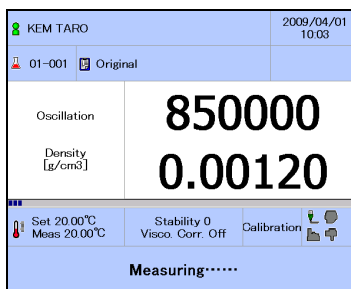 KEM TARO
2009/04/01
10:03
01-001 Original
Oscillation 850000
Density
[g/cm3] 0.00120
Set 20.00℃
Meas 20.00℃
Stability 0
Visco. Corr. Off
Calibration
Measuring⋯⋯